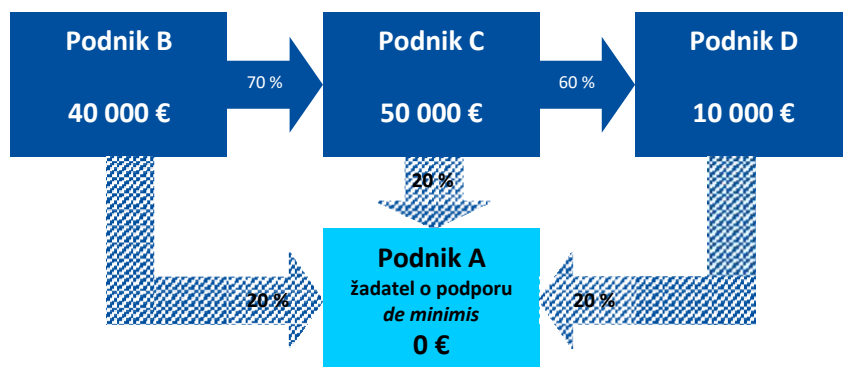 Podnik B
40 000 €
70 %
Podnik C
50 000 €
60 %
Podnik D
10 000 €
20 %
20 %
20 %
Podnik A
žadatel o podporu
de minimis
0 €